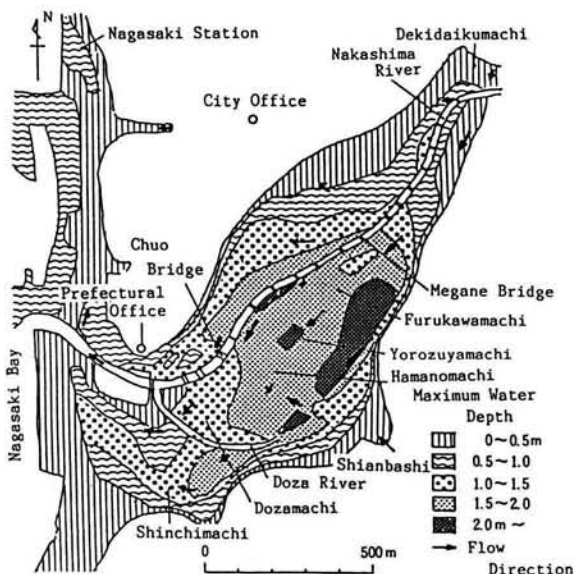 N
Nagasaki Station
Dekidaikumachi
Nakashima
River
City Office
Chuo
Bridge
Prefectural
Office
Megane Bridge
Furukawamachi
Yorozuyamachi
Hamanomachi
Nagasaki Bay
Shianbashi
Doza River
Dozamachi
Shinchimachi
Maximum Water
Depth
0~0.5m
0.5~1.0
1.0~1.5
1.5~2.0
2.0m~
Flow
Direction
0 500m